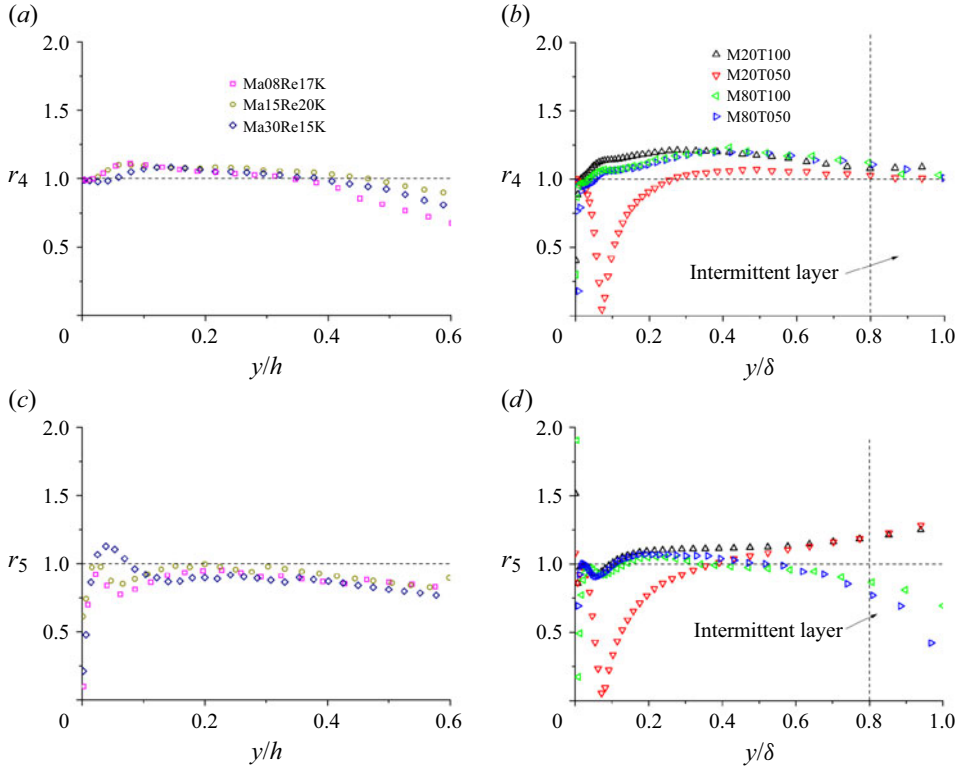 (a)
2.0
1.5
r4
1.0
0.5
0
0.2
0.4
0.6
y/h
Ma08Re17K
Ma15Re20K
Ma30Re15K
(b)
2.0
1.5
r4
1.0
0.5
0
0.2
0.4
0.6
0.8
1.0
y/δ
M20T100
M20T050
M80T100
M80T050
Intermittent layer
(c)
2.0
1.5
r5
1.0
0.5
0
0.2
0.4
0.6
y/h
(d)
2.0
1.5
r5
1.0
0.5
0
0.2
0.4
0.6
0.8
1.0
y/δ
Intermittent layer